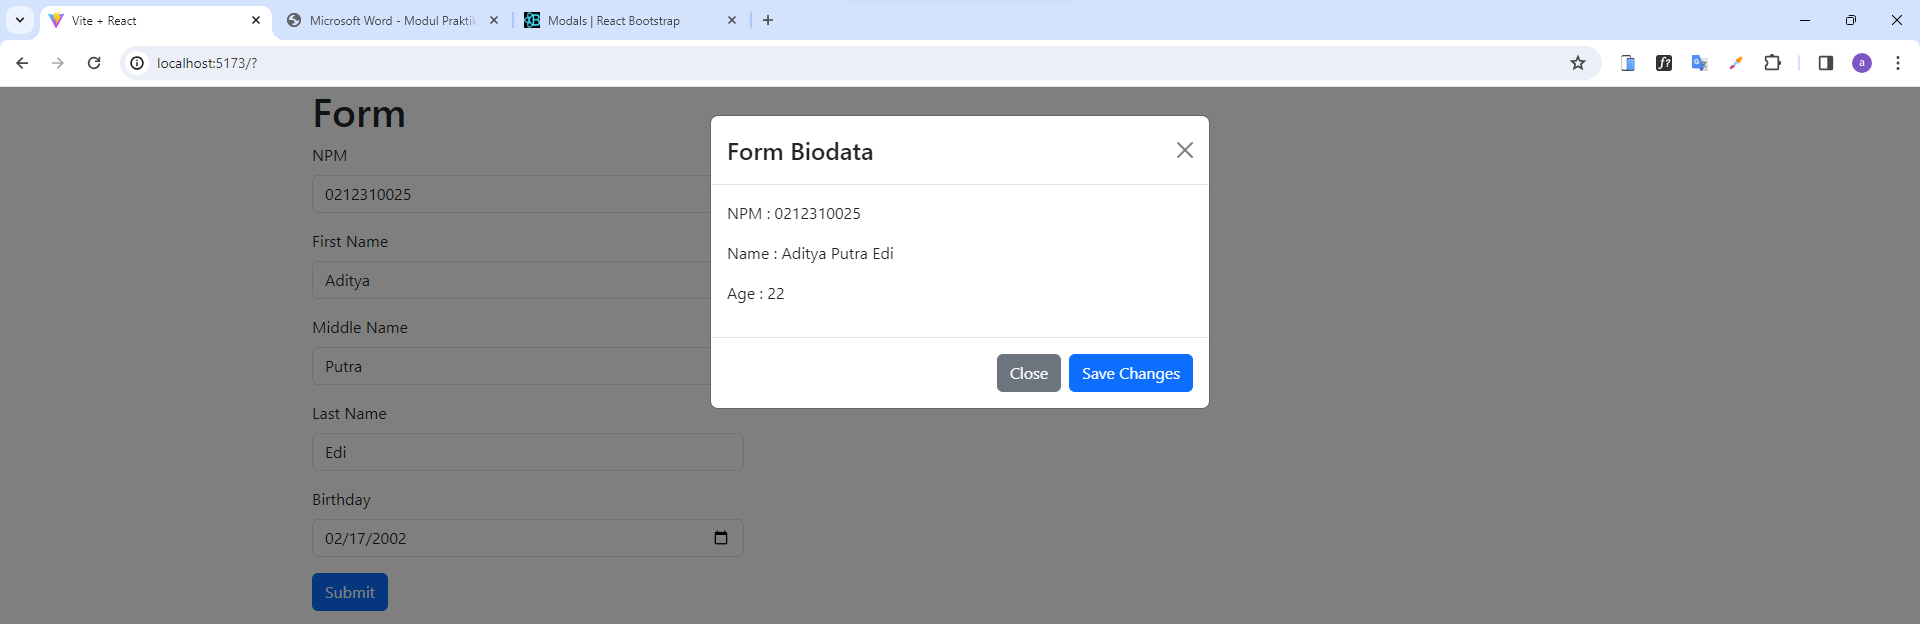 Vite + React
Microsoft Word - Modul Praktik
Modals | React Bootstrap
localhost:5173/?
f?
a
Form
NPM
0212310025
First Name
Aditya
Middle Name
Putra
Last Name
Edi
Birthday
02/17/2002
Submit
Form Biodata
NPM : 0212310025
Name : Aditya Putra Edi
Age : 22
Close
Save Changes